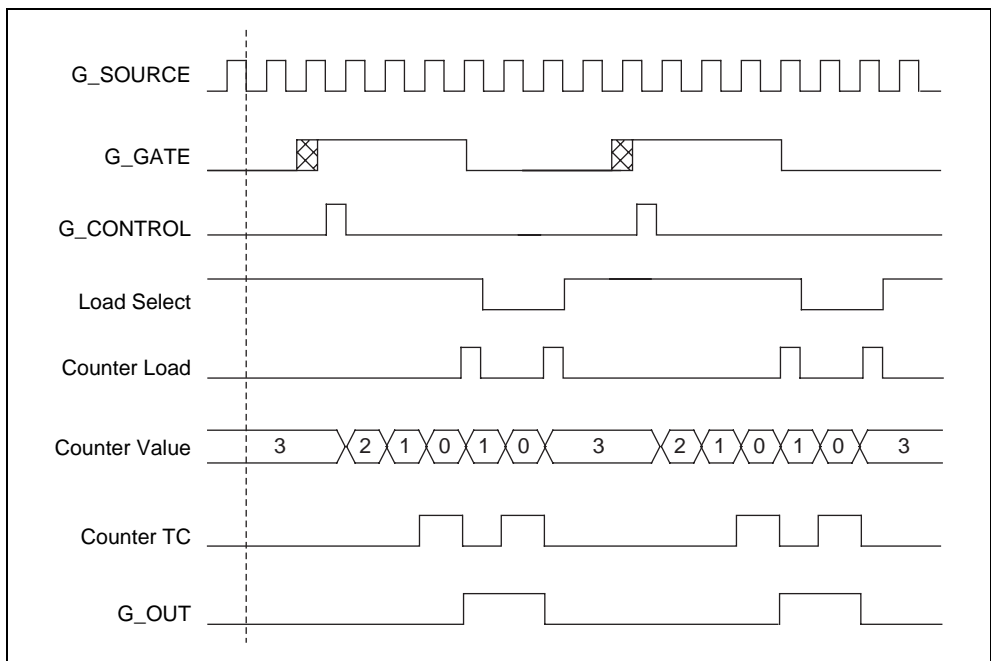 G_SOURCE
G_GATE
G_CONTROL
Load Select
Counter Load
Counter Value 3 2 1 0 1 0 3 2 1 0 1 0 3
Counter TC
G_OUT